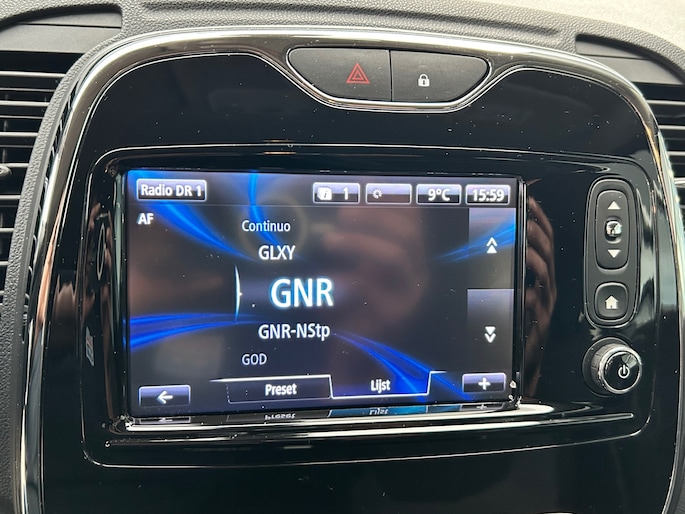 Radio DR 1
1
9°C
15:59
AF
Continuo
GLXY
GNR
GNR-NStp
GOD
Preset
Lijst